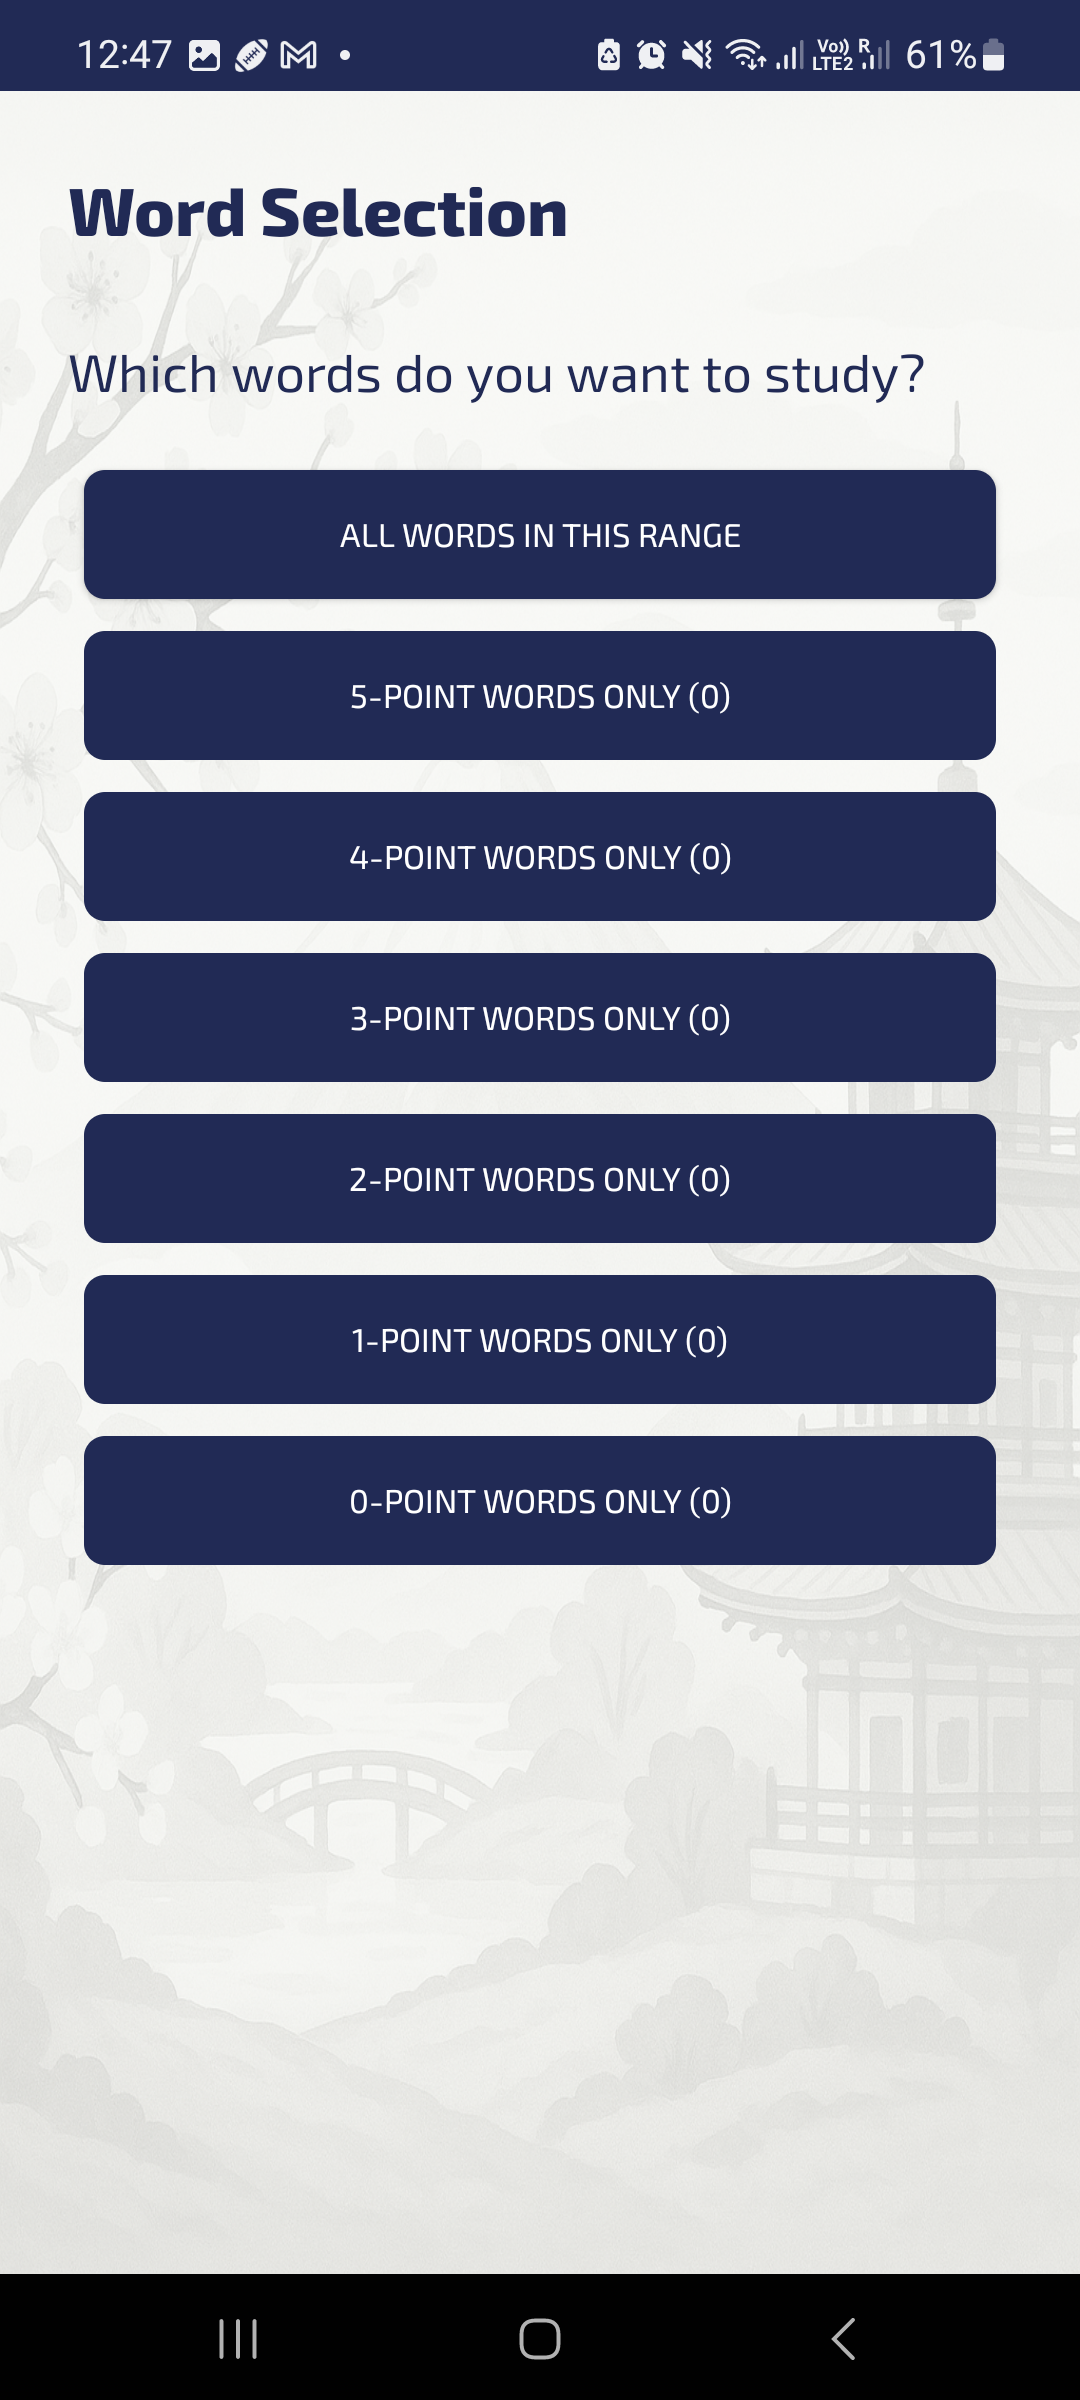 12:47
Vo)) R
LTE2
61%
Word Selection
Which words do you want to study?
ALL WORDS IN THIS RANGE
5-POINT WORDS ONLY (0)
4-POINT WORDS ONLY (0)
3-POINT WORDS ONLY (0)
2-POINT WORDS ONLY (0)
1-POINT WORDS ONLY (0)
0-POINT WORDS ONLY (0)